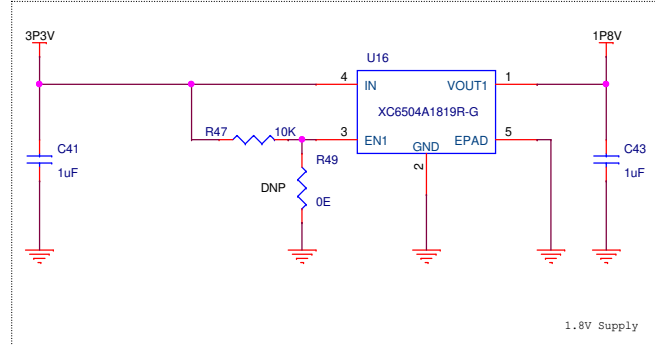 3P3V
1P8V
U16
4
IN
VOUT1
1
XC6504A1819R-G
R47
10K
3
EN1
GND
EPAD
5
2
C41
1uF
R49
DNP
0E
C43
1uF
1.8V Supply